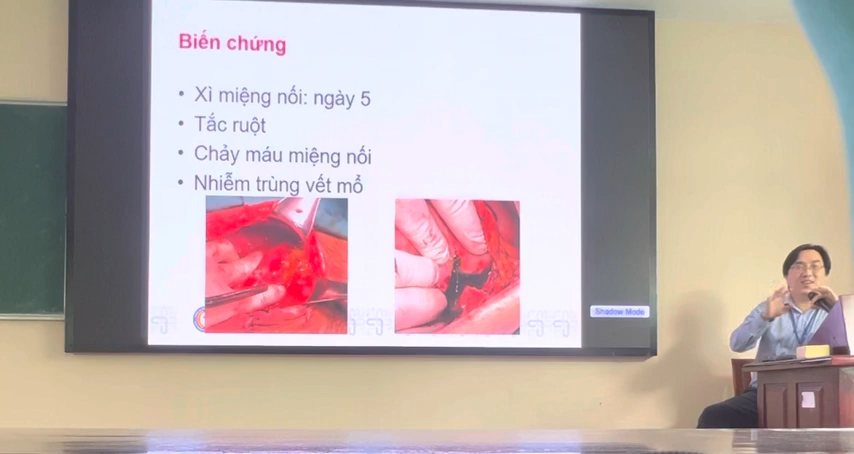 Biến chứng
• Xì miệng nối: ngày 5
• Tắc ruột
• Chảy máu miệng nối
• Nhiễm trùng vết mổ
Shadow Mode